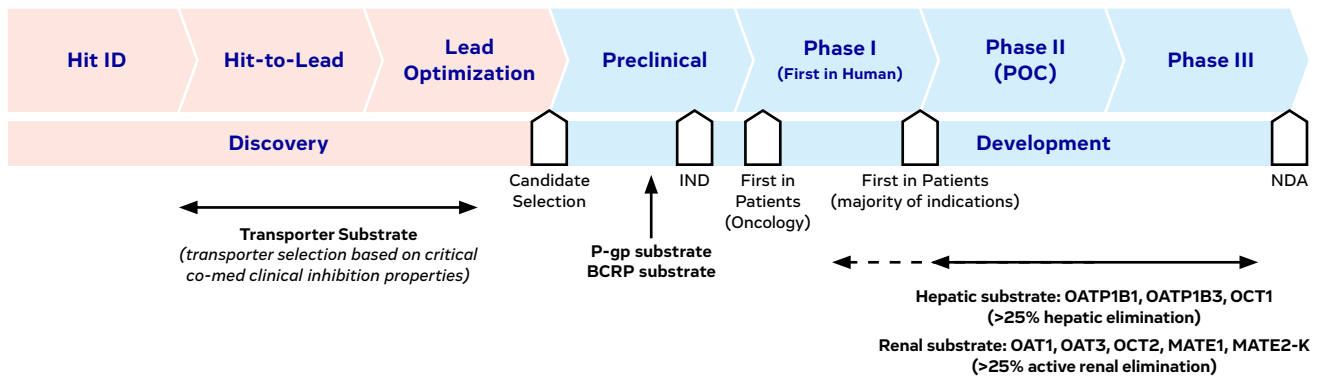 Hit ID
Hit-to-Lead
Lead
Optimization
Preclinical
Phase I
(First in Human)
Phase II
(POC)
Phase III
Discovery
Development
Candidate
Selection
IND
First in
Patients
(Oncology)
First in Patients
(majority of indications)
NDA
Transporter Substrate
(transporter selection based on critical
co-med clinical inhibition properties)
P-gp substrate
BCRP substrate
Hepatic substrate: OATP1B1, OATP1B3, OCT1
(>25% hepatic elimination)
Renal substrate: OAT1, OAT3, OCT2, MATE1, MATE2-K
(>25% active renal elimination)